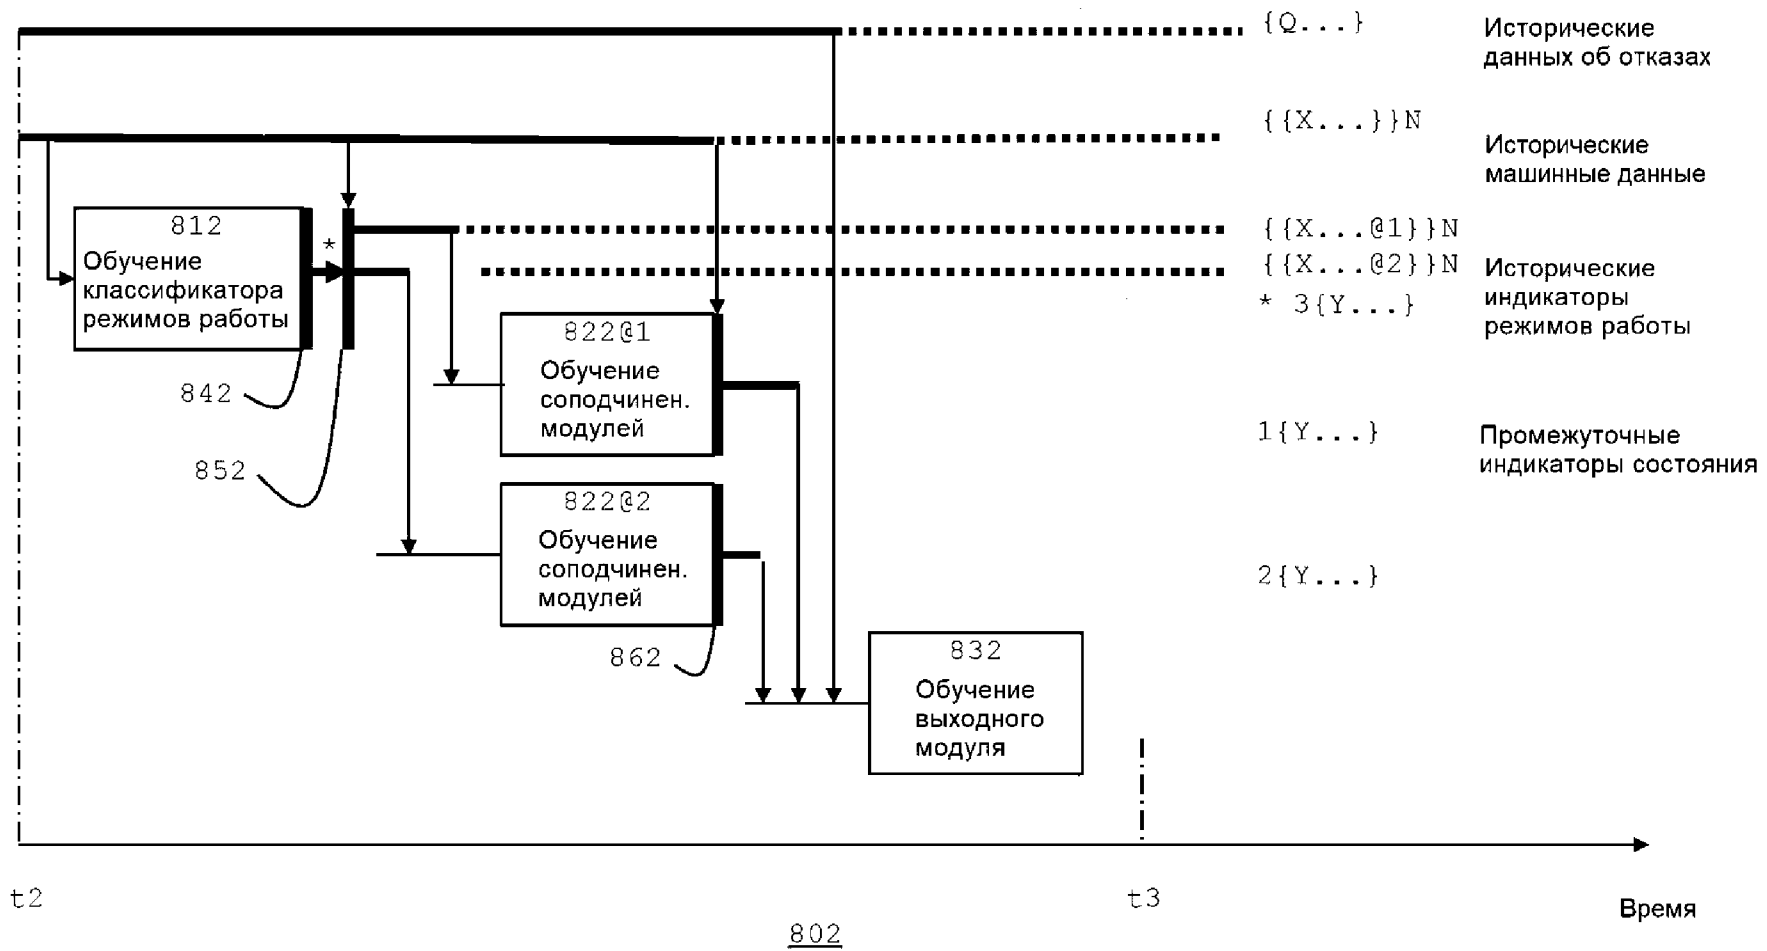 {Q...}
Исторические
данных об отказах
{{X...}}N
Исторические
машинные данные
812
Обучение
классификатора
режимов работы
*
{{X...@1}}N
{{X...@2}}N
* 3{Y...}
Исторические
индикаторы
режимов работы
842
852
822@1
Обучение
соподчинен.
модулей
1{Y...}
Промежуточные
индикаторы состояния
822@2
Обучение
соподчинен.
модулей
2{Y...}
862
832
Обучение
выходного
модуля
t2
t3
Время
802